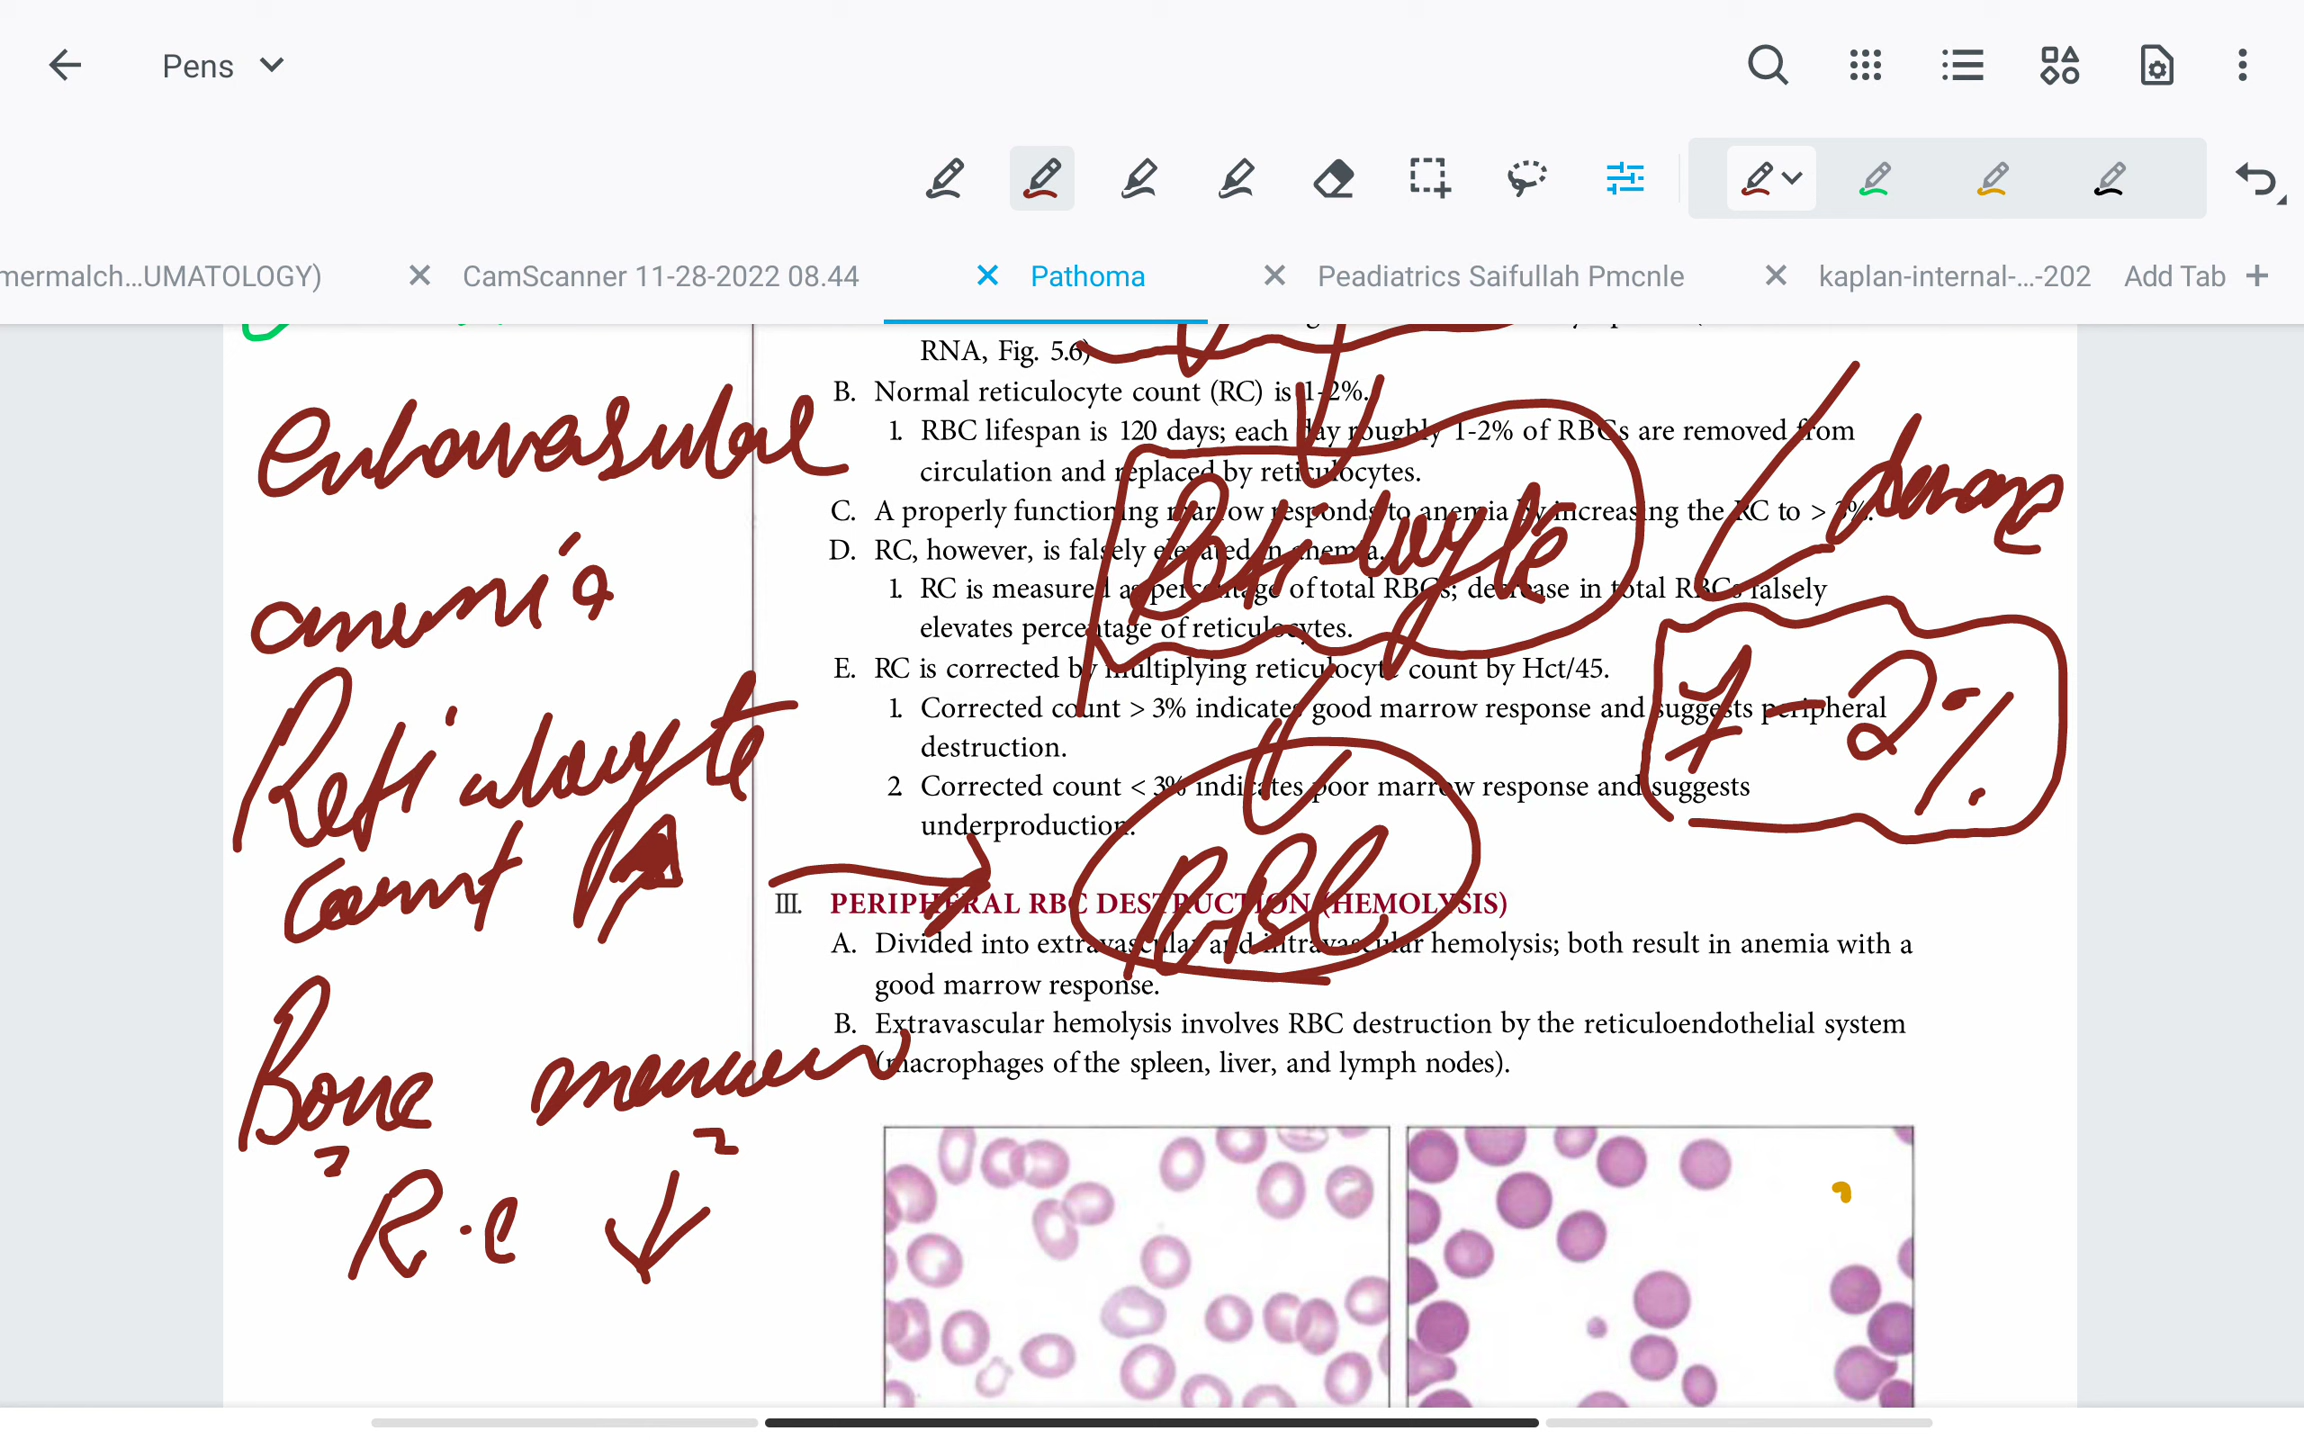 Pens
mermalch...UMATOLOGY)
CamScanner 11-28-2022 08.44
Pathoma
Peadiatrics Saifullah Pmcnle
kaplan-internal-...-202
Add Tab +
RNA, Fig. 5.6)
B. Normal reticulocyte count (RC) is 1-2%.
1. RBC lifespan is 120 days; each day roughly 1-2% of RBCs are removed from
circulation and replaced by reticulocytes.
C. A properly functioning marrow responds to anemia by increasing the RC to > 3%.
D. RC, however, is falsely elevated in anemia.
1. RC is measured as percentage of total RBCs; decrease in total RBCs falsely
elevates percentage of reticulocytes.
E. RC is corrected by multiplying reticulocyte count by Hct/45.
1. Corrected count > 3% indicates good marrow response and suggests peripheral
destruction.
2. Corrected count < 3% indicates poor marrow response and suggests
underproduction.
III. PERIPHERAL RBC DESTRUCTION (HEMOLYSIS)
A. Divided into extravascular and intravascular hemolysis; both result in anemia with a
good marrow response.
B. Extravascular hemolysis involves RBC destruction by the reticuloendothelial system
(macrophages of the spleen, liver, and lymph nodes).
anemia
Reticulocyte
count
Bone
R.C
RBC
1-2%